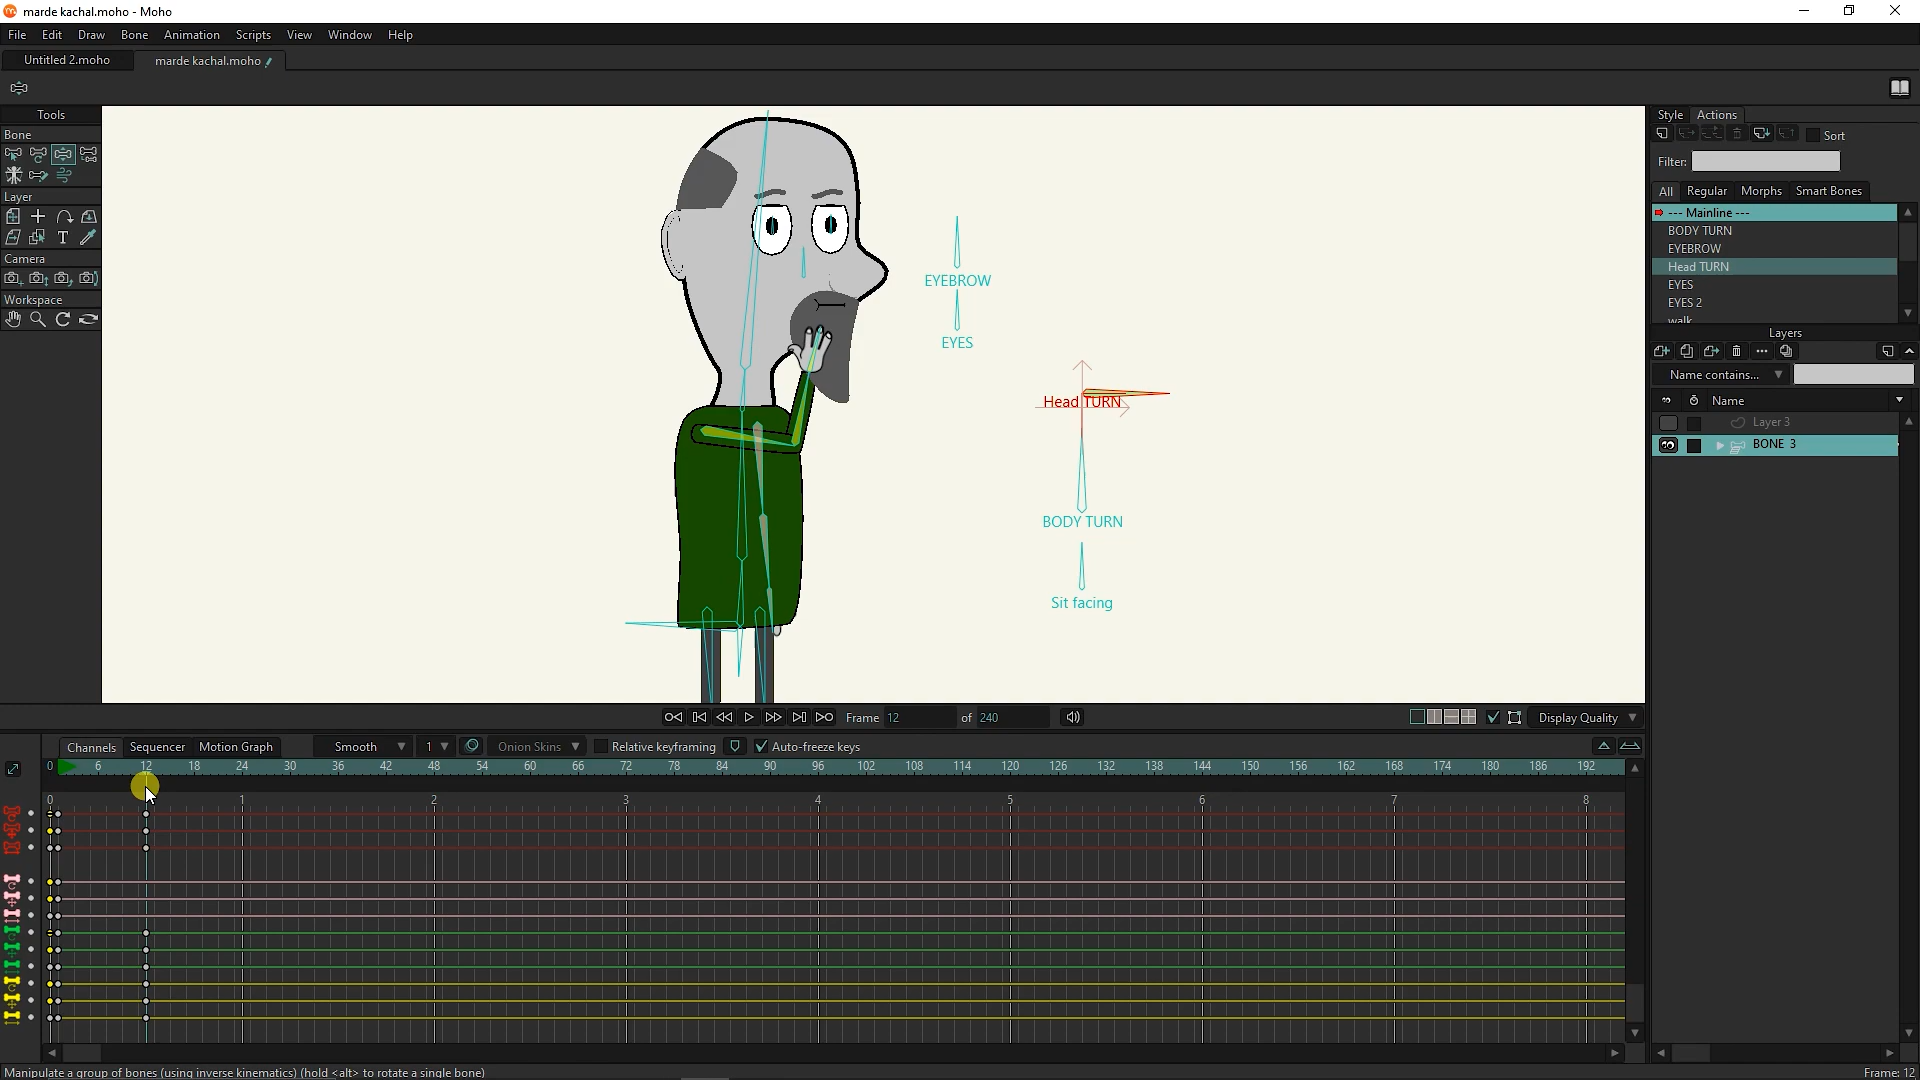 marde kachal.moho - Moho
File Edit Draw Bone Animation Scripts View Window Help
Untitled 2.moho marde kachal.moho
Tools
Bone
Layer
Camera
Workspace
EYEBROW
EYES
Head TURN
BODY TURN
Sit facing
Style Actions
Sort
Filter:
All Regular Morphs Smart Bones
--- Mainline ---
BODY TURN
EYEBROW
Head TURN
EYES
EYES 2
walk
Layers
Name contains...
Name
Layer 3
BONE 3
Frame 12 of 240 Display Quality
Channels Sequencer Motion Graph Smooth 1 Onion Skins Relative keyframing Auto-freeze keys
0 6 12 18 24 30 36 42 48 54 60 66 72 78 84 90 96 102 108 114 120 126 132 138 144 150 156 162 168 174 180 186 192
0 1 2 3 4 5 6 7 8
Manipulate a group of bones (using inverse kinematics) (hold <alt> to rotate a single bone) Frame: 12